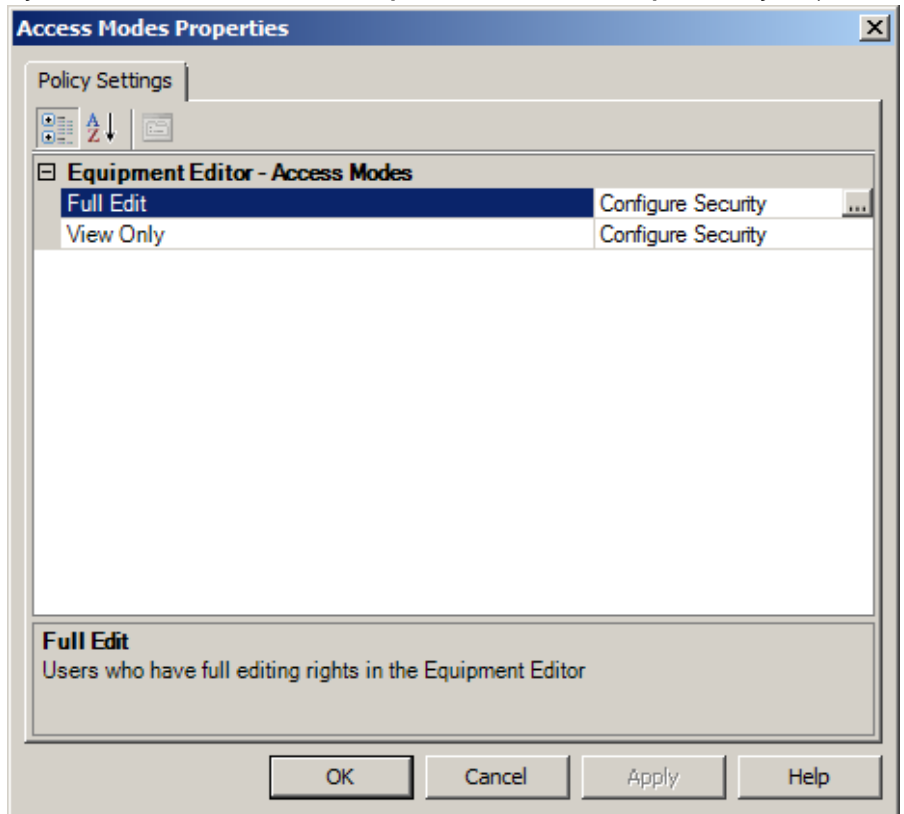 Access Modes Properties
Policy Settings
A
Z
Equipment Editor - Access Modes
Full Edit Configure Security ...
View Only Configure Security
Full Edit
Users who have full editing rights in the Equipment Editor
OK Cancel Apply Help